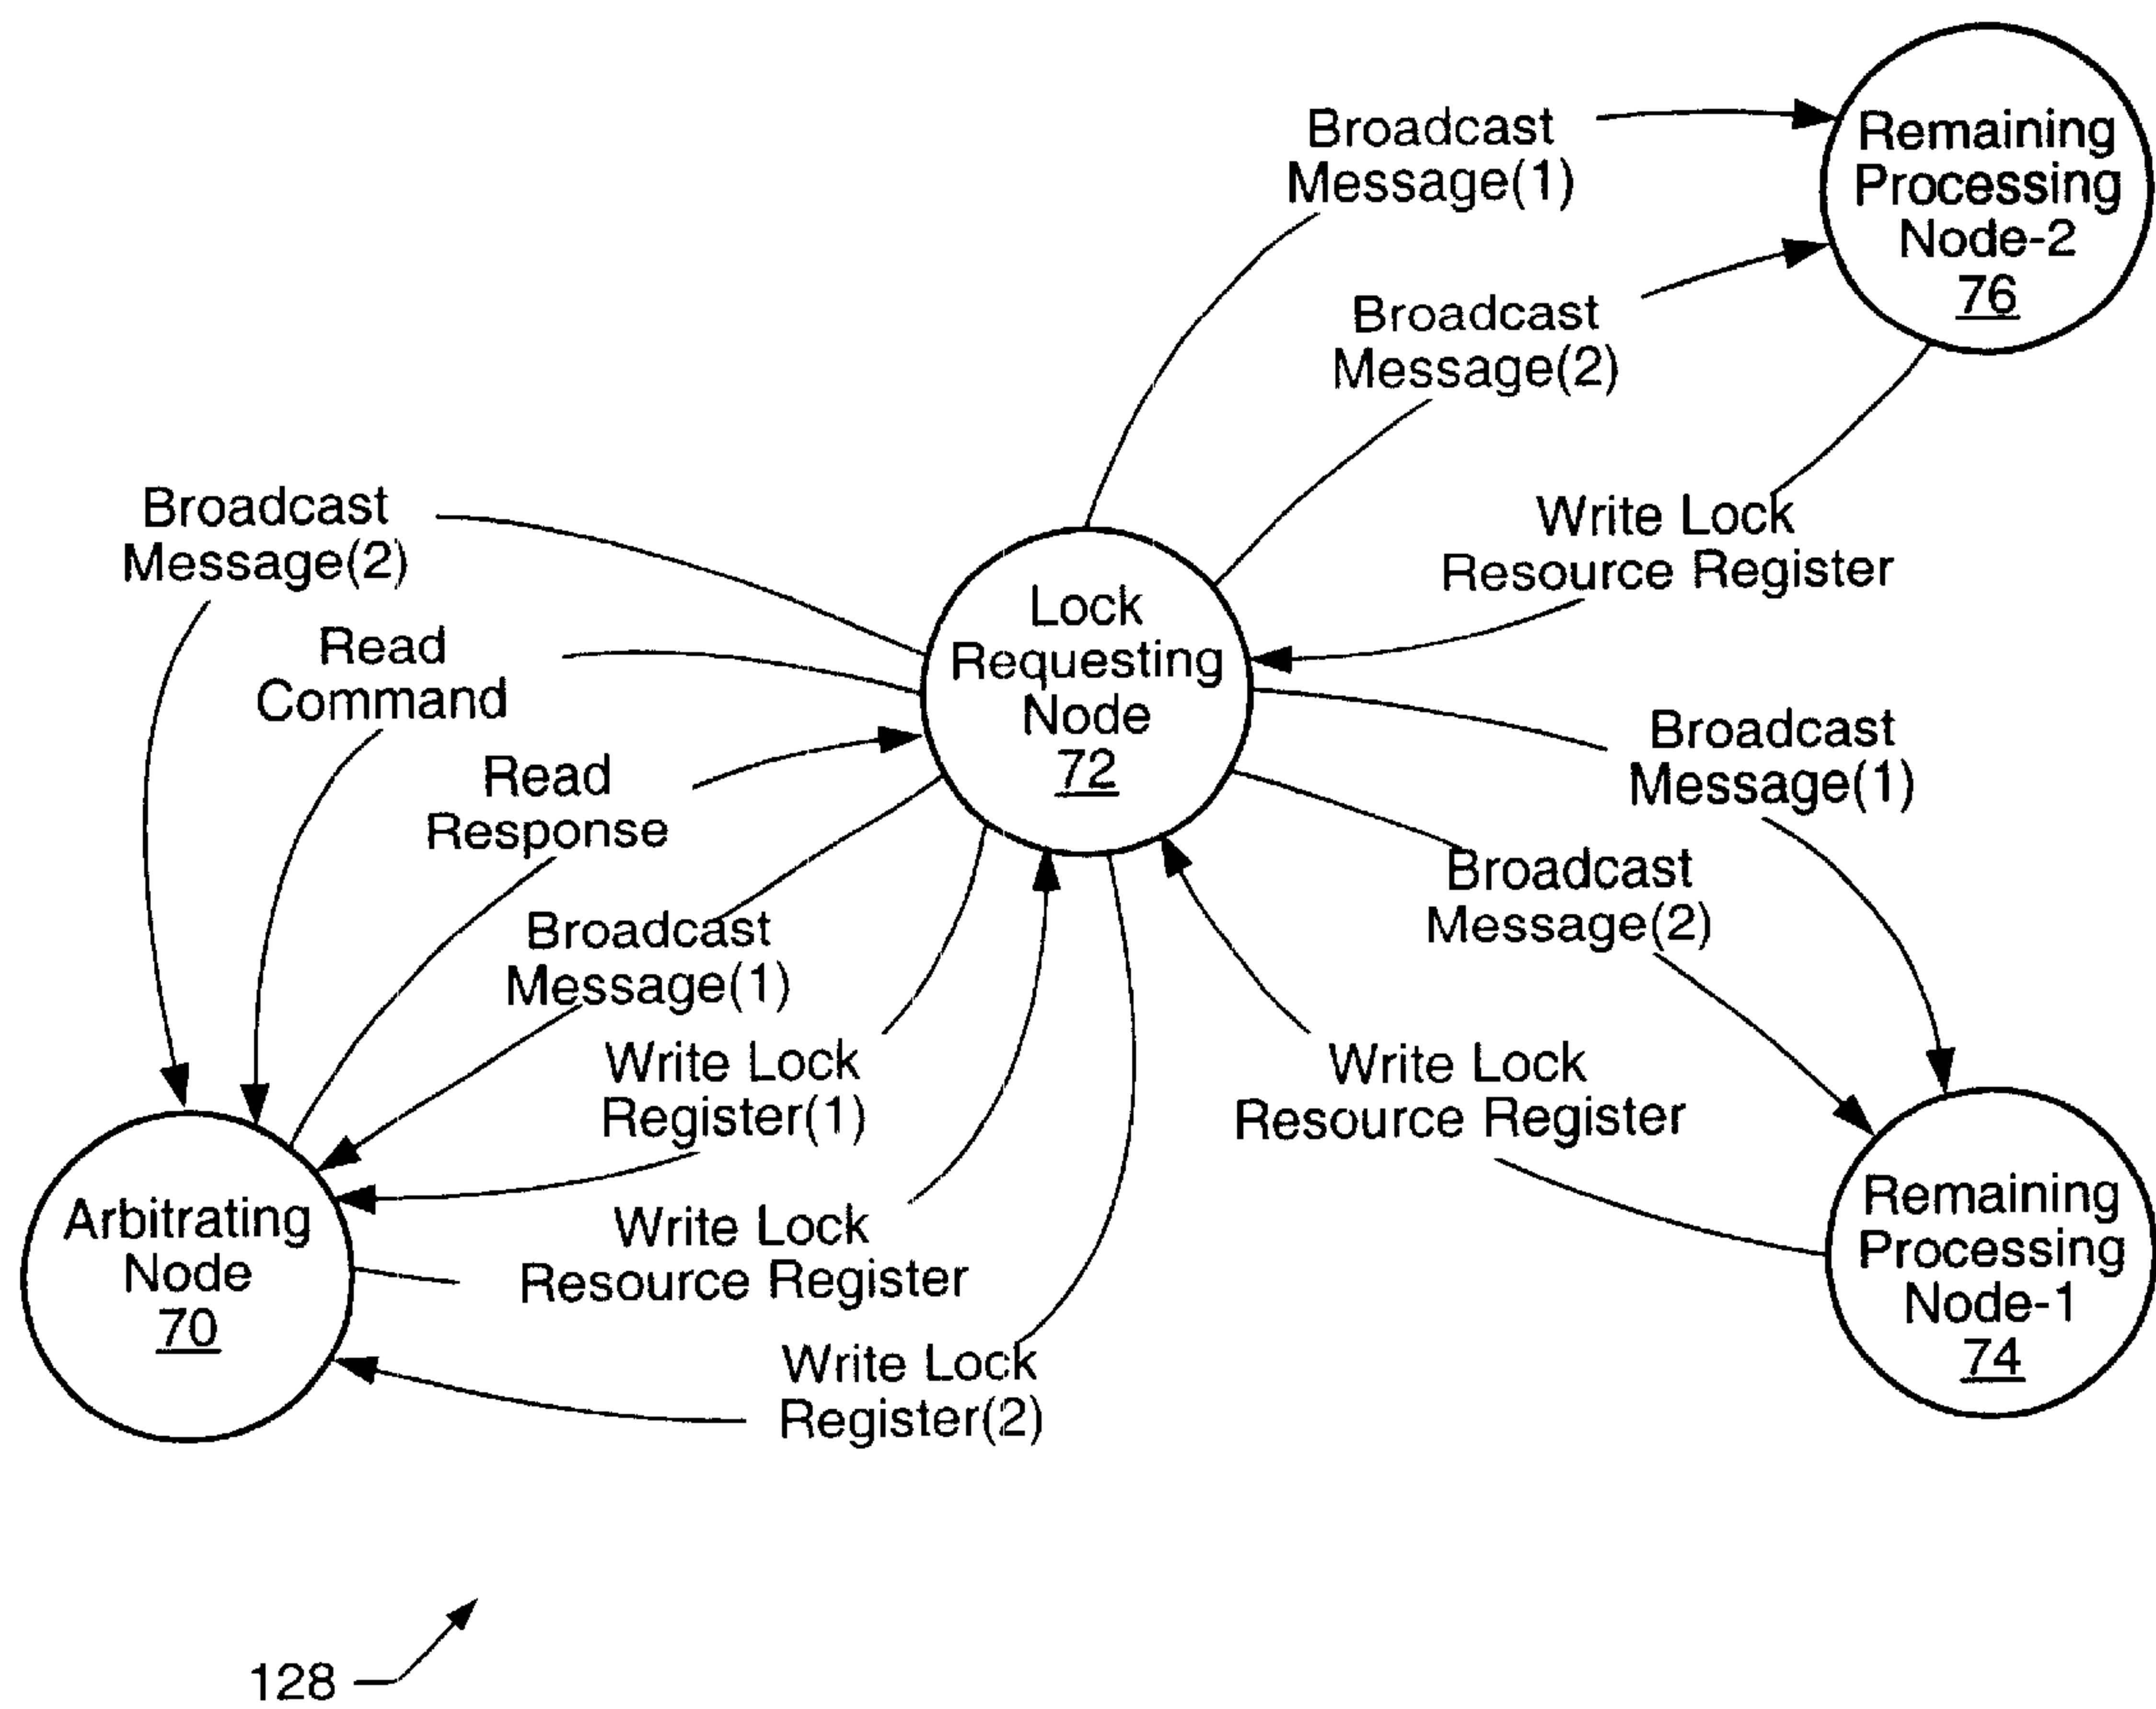 Broadcast
Message(1)
Remaining
Processing
Node-2
76
Broadcast
Message(2)
Write Lock
Resource Register
Broadcast
Message(2)
Read
Command
Read
Response
Lock
Requesting
Node
72
Broadcast
Message(1)
Broadcast
Message(2)
Broadcast
Message(1)
Write Lock
Register(1)
Write Lock
Resource Register
Write Lock
Resource Register
Write Lock
Register(2)
Arbitrating
Node
70
Remaining
Processing
Node-1
74
128